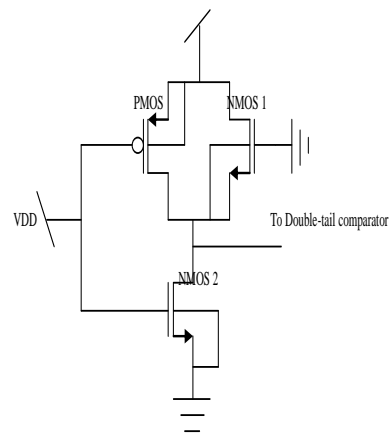 PMOS
NMOS 1
VDD
To Double-tail comparator
NMOS 2